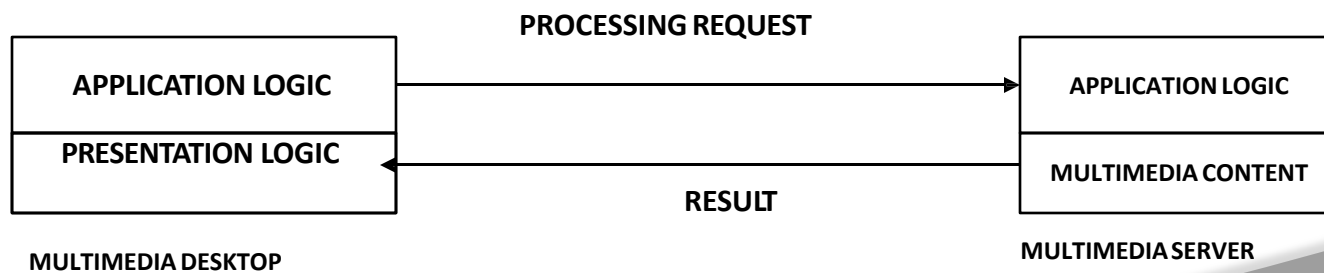 PROCESSING REQUEST
APPLICATION LOGIC
APPLICATION LOGIC
PRESENTATION LOGIC
MULTIMEDIA CONTENT
RESULT
MULTIMEDIA DESKTOP
MULTIMEDIA SERVER